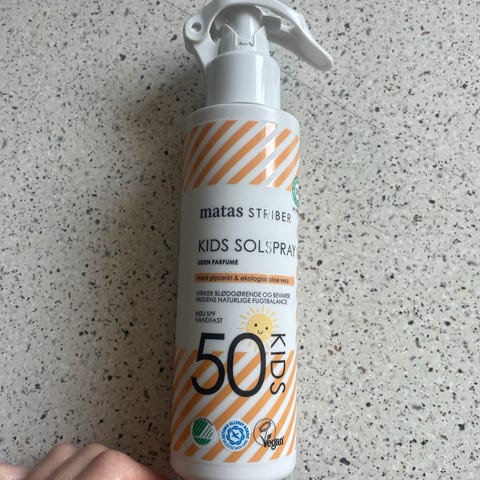 matas STRIBER
KIDS SOLSPRAY
UDEN PARFUME
med glycerin & økologisk aloe vera
VIRKER BLØDGØRENDE OG BEVARER
HUDENS NATURLIGE FUGTBALANCE
HØJ SPF
VANDFAST
50
KIDS
Vegan